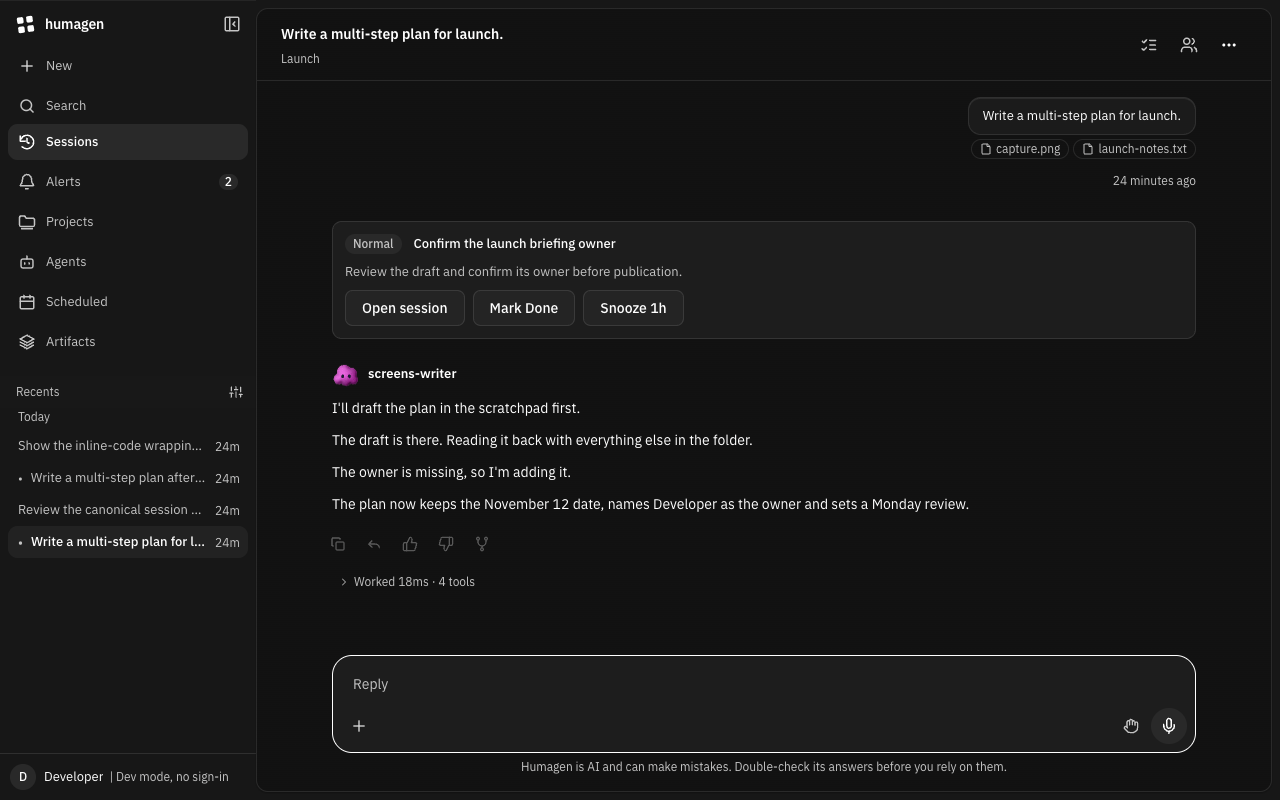 humagen
New
Search
Sessions
Alerts 2
Projects
Agents
Scheduled
Artifacts
Recents
Today
Show the inline-code wrappin... 24m
• Write a multi-step plan after... 24m
Review the canonical session ... 24m
• Write a multi-step plan for l... 24m
D Developer | Dev mode, no sign-in
Write a multi-step plan for launch.
Launch
Write a multi-step plan for launch.
capture.png launch-notes.txt
24 minutes ago
Normal Confirm the launch briefing owner
Review the draft and confirm its owner before publication.
Open session Mark Done Snooze 1h
screens-writer
I'll draft the plan in the scratchpad first.
The draft is there. Reading it back with everything else in the folder.
The owner is missing, so I'm adding it.
The plan now keeps the November 12 date, names Developer as the owner and sets a Monday review.
Worked 18ms · 4 tools
Reply
Humagen is AI and can make mistakes. Double-check its answers before you rely on them.